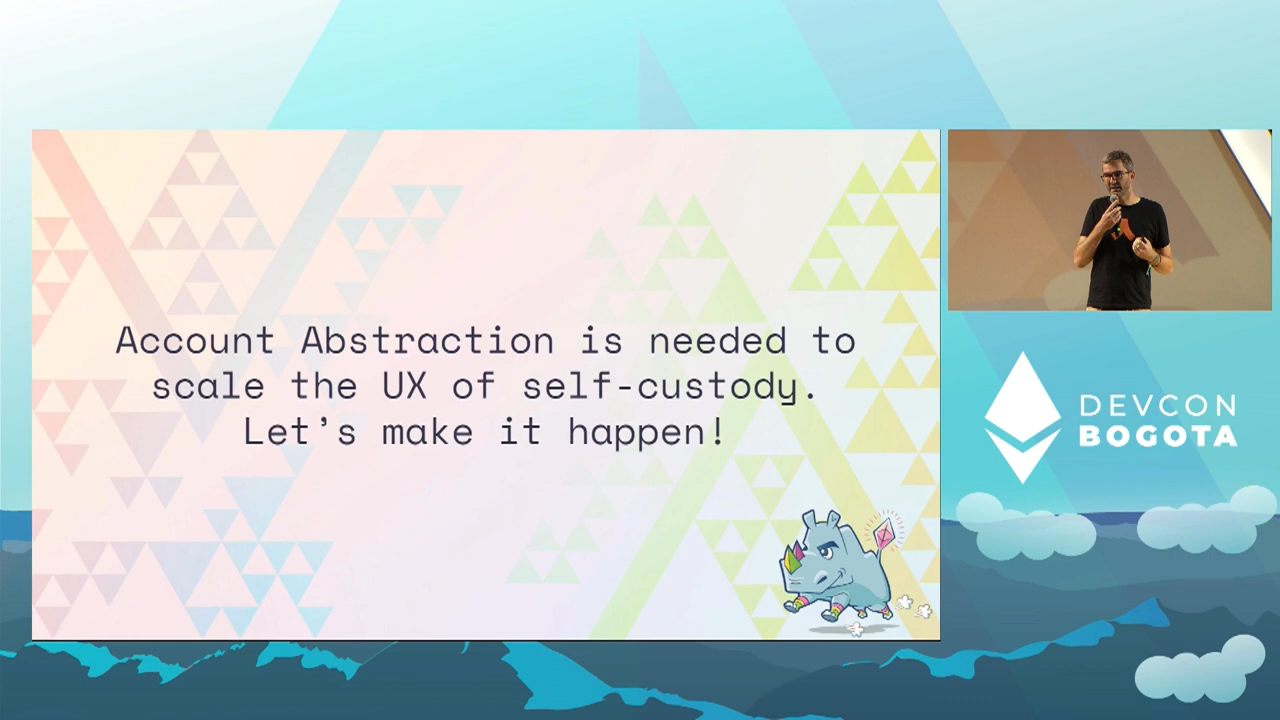 Account Abstraction is needed to
scale the UX of self-custody.
Let's make it happen!
DEVCON
BOGOTA